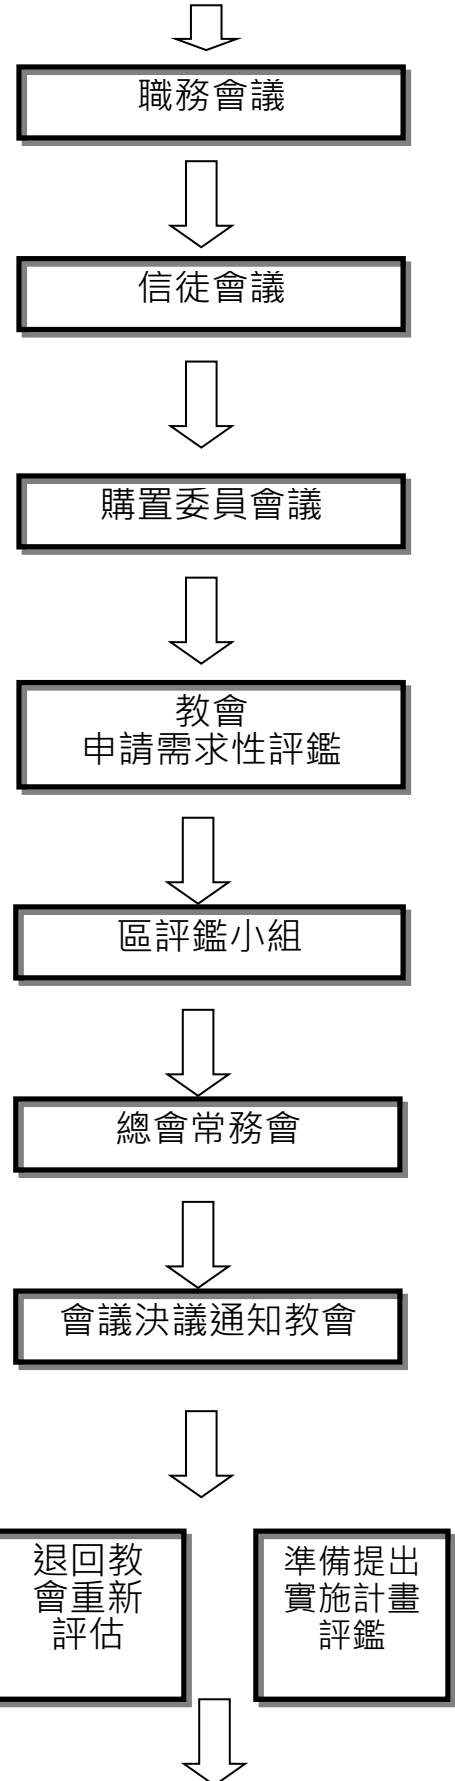 職務會議
信徒會議
購置委員會議
教會
申請需求性評鑑
區評鑑小組
總會常務會
會議決議通知教會
退回教
會重新
評估
準備提出
實施計畫
評鑑